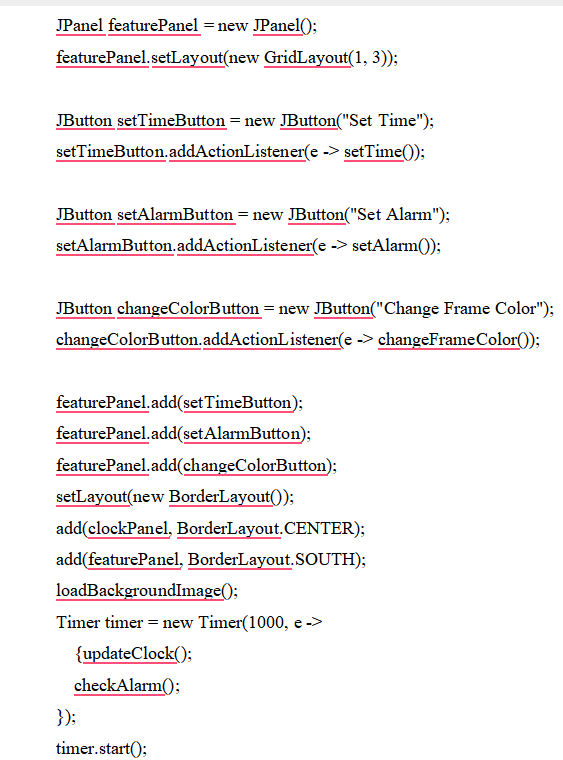 JPanel featurePanel = new JPanel();
featurePanel.setLayout(new GridLayout(1, 3));
JButton setTimeButton = new JButton("Set Time");
setTimeButton.addActionListener(e -> setTime());
JButton setAlarmButton = new JButton("Set Alarm");
setAlarmButton.addActionListener(e -> setAlarm());
JButton changeColorButton = new JButton("Change Frame Color");
changeColorButton.addActionListener(e -> changeFrameColor());
featurePanel.add(setTimeButton);
featurePanel.add(setAlarmButton);
featurePanel.add(changeColorButton);
setLayout(new BorderLayout());
add(clockPanel, BorderLayout.CENTER);
add(featurePanel, BorderLayout.SOUTH);
loadBackgroundImage();
Timer timer = new Timer(1000, e ->
{updateClock();
checkAlarm();
});
timer.start();